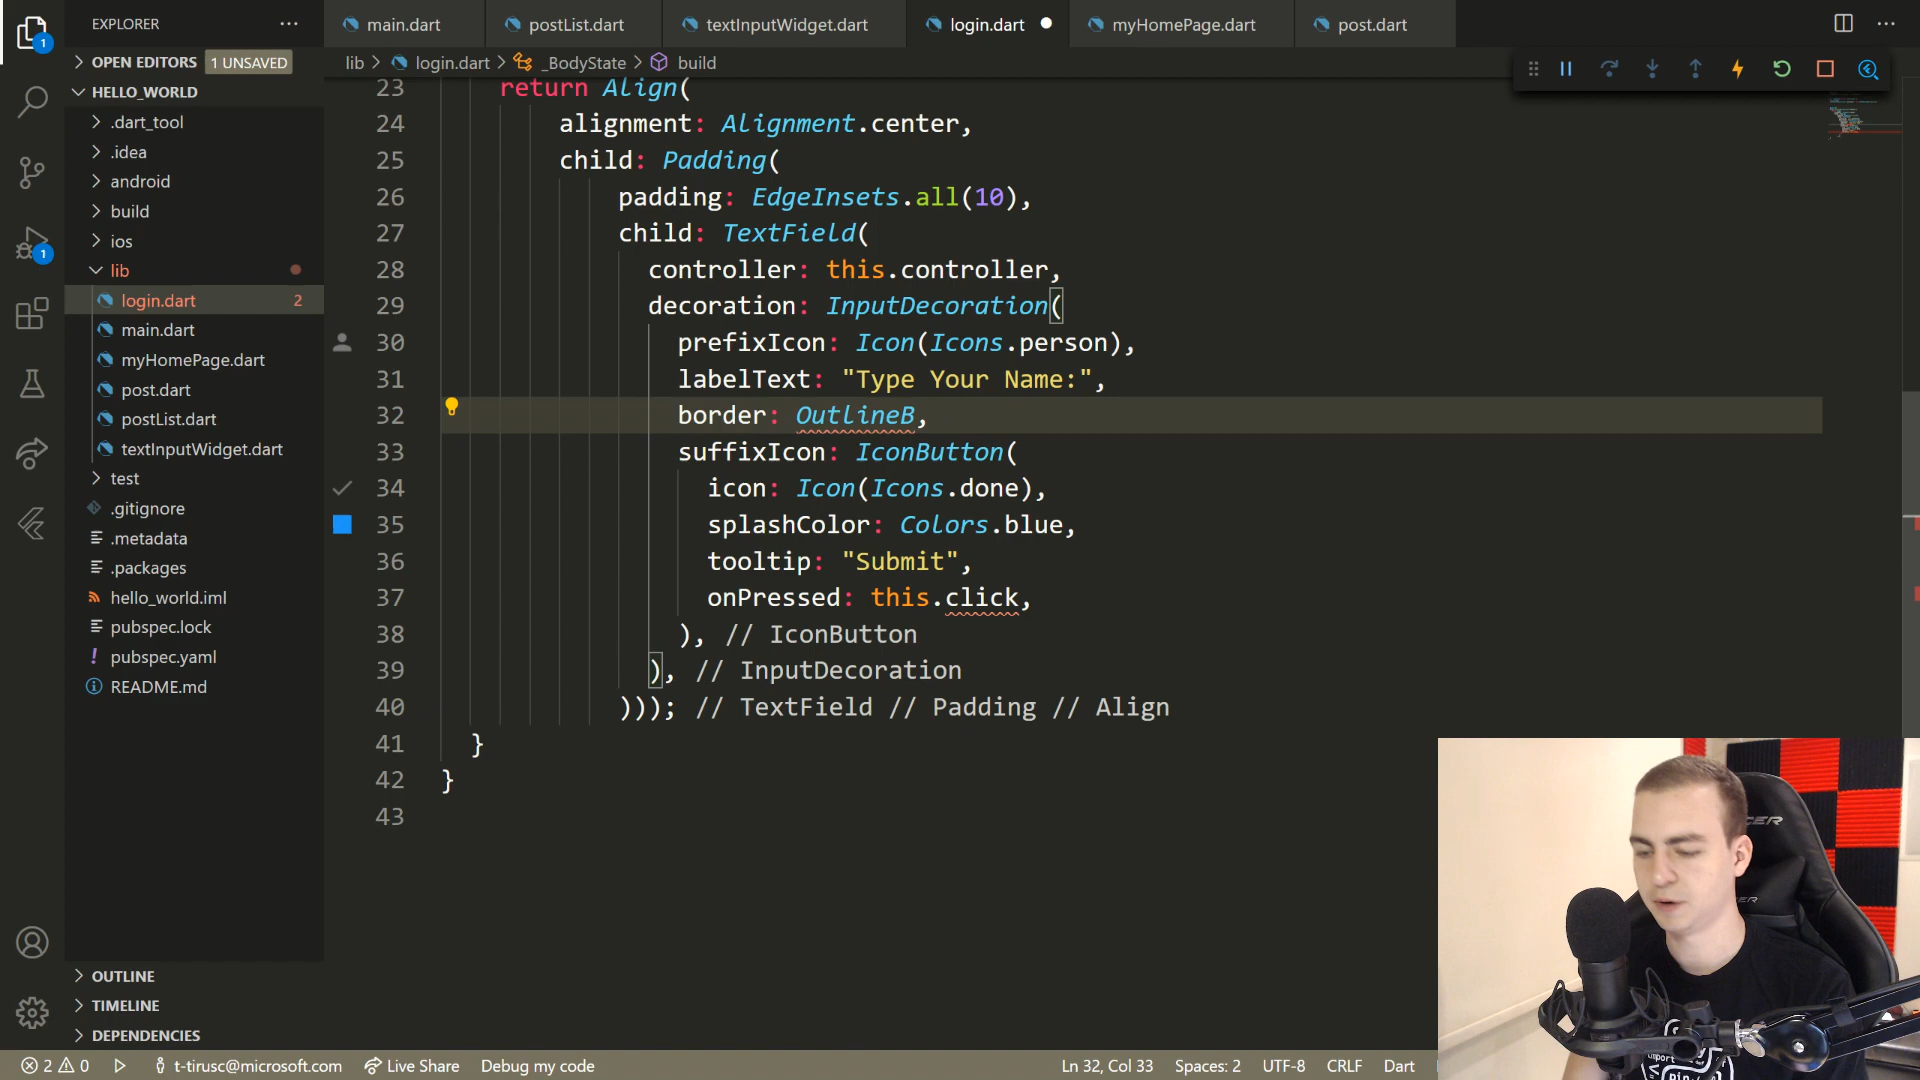 EXPLORER
main.dart
postList.dart
textInputWidget.dart
login.dart
myHomePage.dart
post.dart
OPEN EDITORS 1 UNSAVED
lib > login.dart > _BodyState > build
HELLO_WORLD
.dart_tool
.idea
android
build
ios
lib
login.dart 2
main.dart
myHomePage.dart
post.dart
postList.dart
textInputWidget.dart
test
.gitignore
.metadata
.packages
hello_world.iml
pubspec.lock
pubspec.yaml
README.md
OUTLINE
TIMELINE
DEPENDENCIES
1
1
23 return Align(
24 alignment: Alignment.center,
25 child: Padding(
26 padding: EdgeInsets.all(10),
27 child: TextField(
28 controller: this.controller,
29 decoration: InputDecoration(
30 prefixIcon: Icon(Icons.person),
31 labelText: "Type Your Name:",
32 border: OutlineB,
33 suffixIcon: IconButton(
34 icon: Icon(Icons.done),
35 splashColor: Colors.blue,
36 tooltip: "Submit",
37 onPressed: this.click,
38 ), // IconButton
39 ), // InputDecoration
40 ))); // TextField // Padding // Align
41 }
42 }
43
2 0 t-tirusc@microsoft.com Live Share Debug my code Ln 32, Col 33 Spaces: 2 UTF-8 CRLF Dart